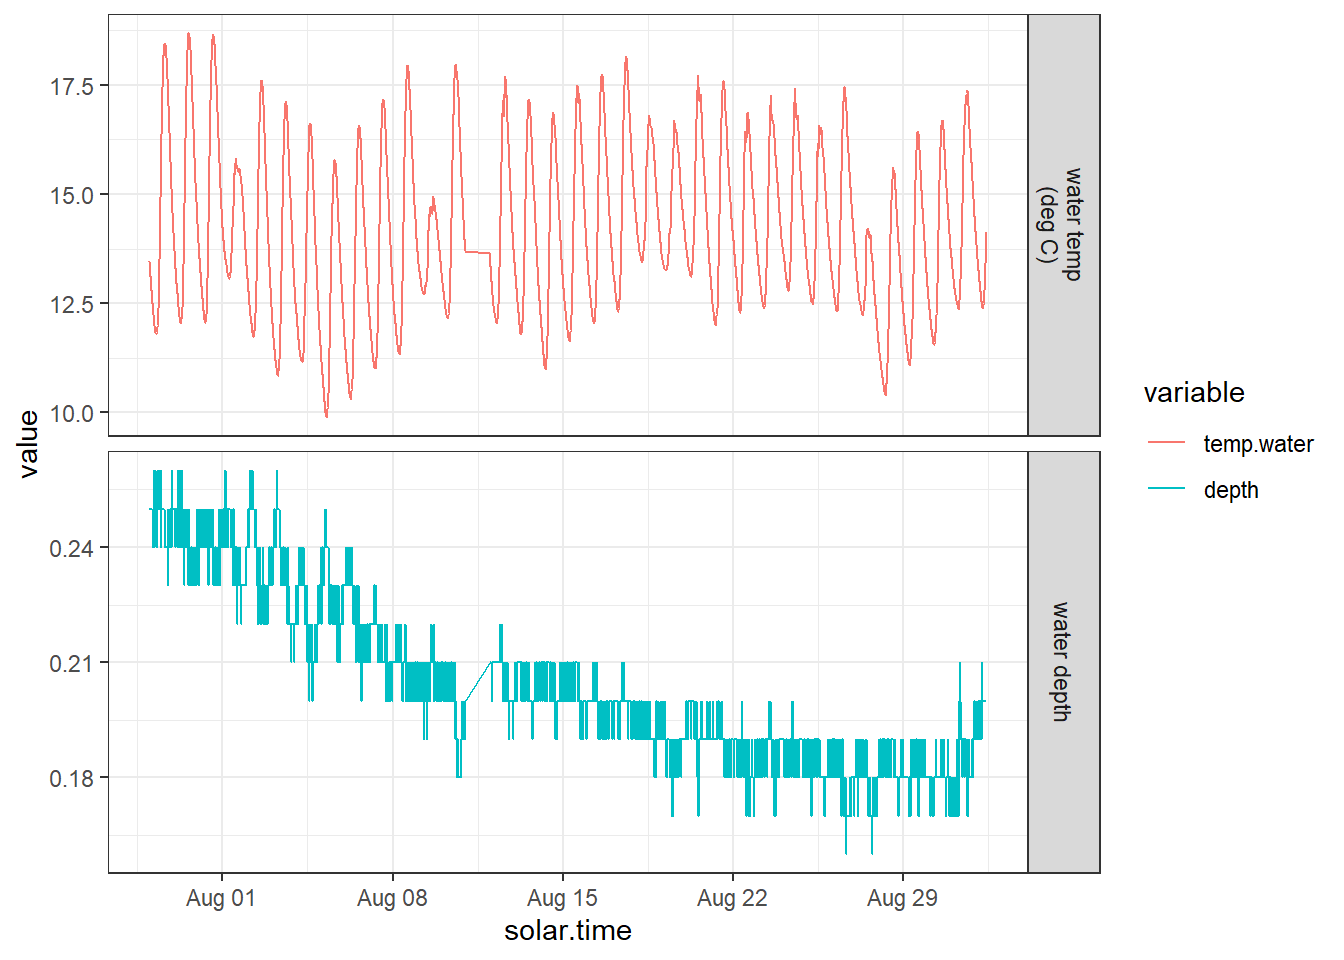 17.5
15.0
12.5
10.0
water temp
(deg C)
value
0.24
0.21
0.18
water depth
Aug 01
Aug 08
Aug 15
Aug 22
Aug 29
solar.time
variable
temp.water
depth